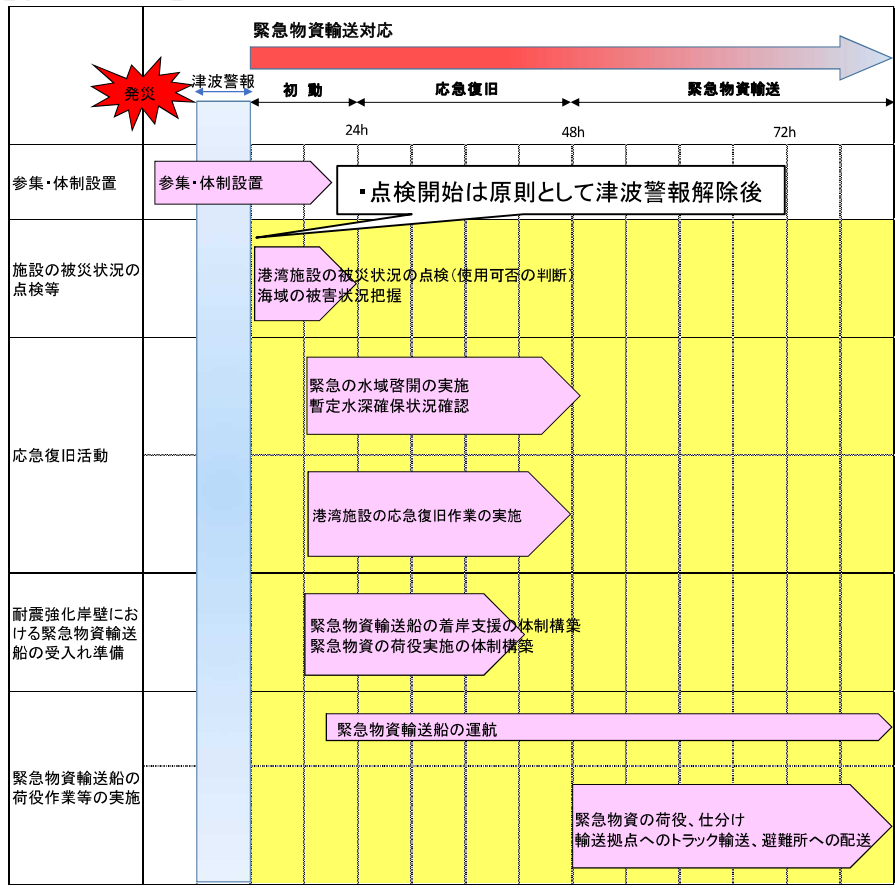 緊急物資輸送対応
発災
津波警報
初 動
応急復旧
緊急物資輸送
24h
48h
72h
参集・体制設置
参集・体制設置
・点検開始は原則として津波警報解除後
施設の被災状況の
点検等
港湾施設の被災状況の点検(使用可否の判断)
海域の被害状況把握
応急復旧活動
緊急の水域啓開の実施
暫定水深確保状況確認
港湾施設の応急復旧作業の実施
耐震強化岸壁にお
ける緊急物資輸送
船の受入れ準備
緊急物資輸送船の着岸支援の体制構築
緊急物資の荷役実施の体制構築
緊急物資輸送船の
荷役作業等の実施
緊急物資輸送船の運航
緊急物資の荷役、仕分け
輸送拠点へのトラック輸送、避難所への配送